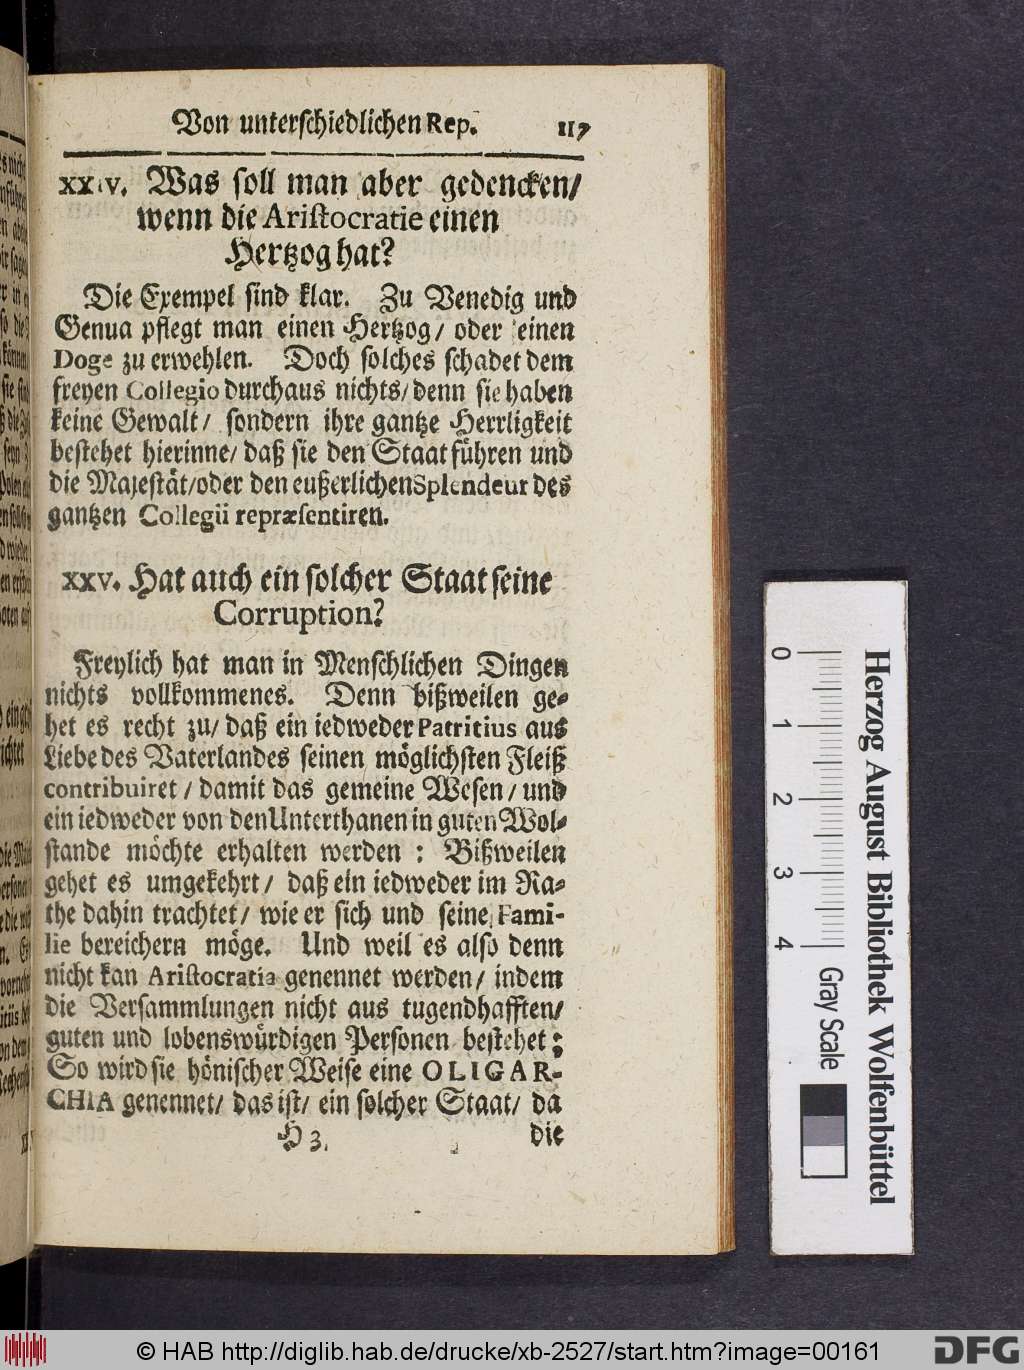 Von unterschiedlichen Rep. 117
XXIV. Was soll man aber gedencken/
wenn die Aristocratie einen
Hertzog hat?
Die Exempel sind klar. Zu Venedig und
Genua pflegt man einen Hertzog/ oder einen
Doge zu erwehlen. Doch solches schadet dem
freyen Collegio durchaus nichts/ denn sie haben
keine Gewalt/ sondern ihre gantze Herrligkeit
bestehet hierinne/ daß sie den Staat führen und
die Majestät/ oder den eußerlichen Splendeur des
gantzen Collegii repræsentiren.
XXV. Hat auch ein solcher Staat seine
Corruption?
Freylich hat man in Menschlichen Dingen
nichts vollkommenes. Denn bißweilen ge-
het es recht zu/ daß ein iedweder Patritius aus
Liebe des Vaterlandes seinen möglichsten Fleiß
contribuiret/ damit das gemeine Wesen/ und
ein iedweder von den Unterthanen in guten Wol-
stande möchte erhalten werden: Bißweilen
gehet es umgekehrt/ daß ein iedweder im Ra-
the dahin trachtet/ wie er sich und seine Fami-
lie bereichern möge. Und weil es also denn
nicht kan Aristocratia genennet werden/ indem
die Versammlungen nicht aus tugendhafften/
guten und lobenswürdigen Personen bestehet:
So wird sie hönischer Weise eine OLIGAR-
CHIA genennet/ das ist/ ein solcher Staat/ da
H 3. die
0 1 2 3 4 Gray Scale
Herzog August Bibliothek Wolfenbüttel
© HAB http://diglib.hab.de/drucke/xb-2527/start.htm?image=00161
DFG